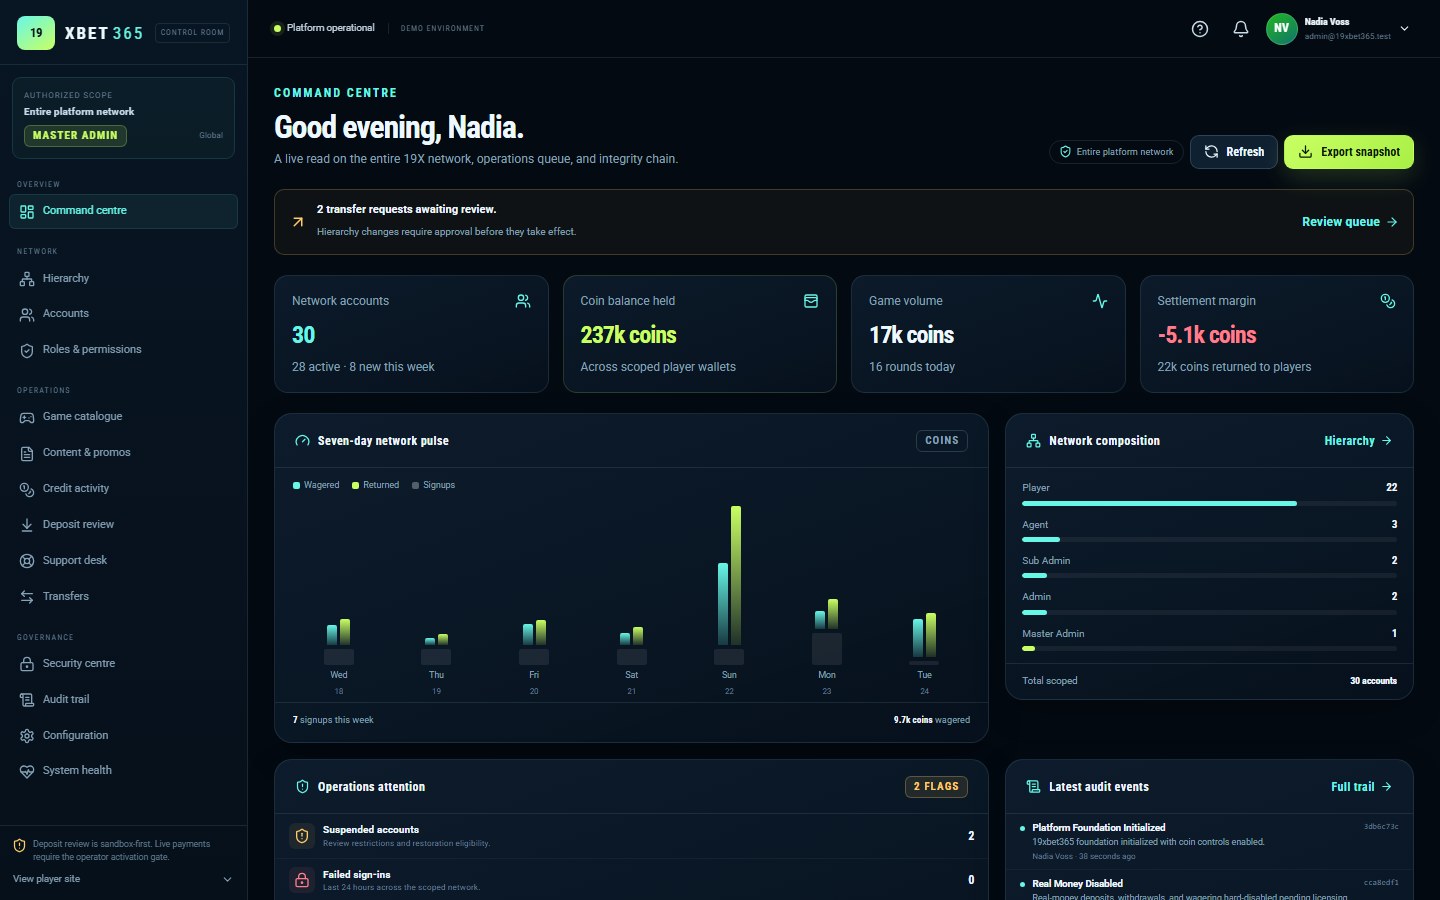 19
XBET 365
CONTROL ROOM
AUTHORIZED SCOPE
Entire platform network
MASTER ADMIN
Global
OVERVIEW
Command centre
NETWORK
Hierarchy
Accounts
Roles & permissions
OPERATIONS
Game catalogue
Content & promos
Credit activity
Deposit review
Support desk
Transfers
GOVERNANCE
Security centre
Audit trail
Configuration
System health
Deposit review is sandbox-first. Live payments
require the operator activation gate.
View player site
Platform operational
DEMO ENVIRONMENT
NV
Nadia Voss
admin@19xbet365.test
COMMAND CENTRE
Good evening, Nadia.
A live read on the entire 19X network, operations queue, and integrity chain.
Entire platform network
Refresh
Export snapshot
2 transfer requests awaiting review.
Hierarchy changes require approval before they take effect.
Review queue
Network accounts
30
28 active · 8 new this week
Coin balance held
237k coins
Across scoped player wallets
Game volume
17k coins
16 rounds today
Settlement margin
-5.1k coins
22k coins returned to players
Seven-day network pulse
COINS
Wagered Returned Signups
Wed Thu Fri Sat Sun Mon Tue
18 19 20 21 22 23 24
7 signups this week
9.7k coins wagered
Network composition
Hierarchy
Player 22
Agent 3
Sub Admin 2
Admin 2
Master Admin 1
Total scoped 30 accounts
Operations attention
2 FLAGS
Suspended accounts
Review restrictions and restoration eligibility.
2
Failed sign-ins
Last 24 hours across the scoped network.
0
Latest audit events
Full trail
Platform Foundation Initialized 3db6c73c
19xbet365 foundation initialized with coin controls enabled.
Nadia Voss · 38 seconds ago
Real Money Disabled cca8edf1
Real-money deposits, withdrawals, and wagering hard-disabled pending licensing